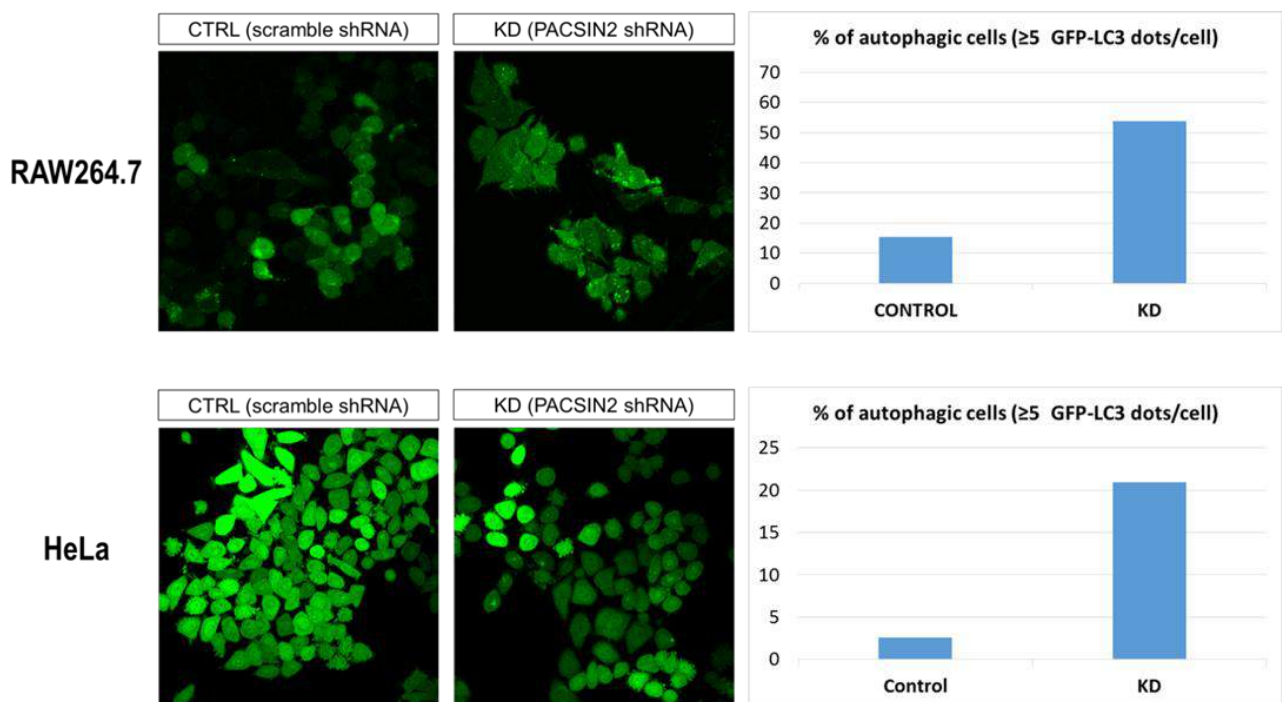 CTRL (scramble shRNA)
KD (PACSIN2 shRNA)
% of autophagic cells (≥5 GFP-LC3 dots/cell)
RAW264.7
70
60
50
40
30
20
10
0
CONTROL
KD
CTRL (scramble shRNA)
KD (PACSIN2 shRNA)
% of autophagic cells (≥5 GFP-LC3 dots/cell)
HeLa
25
20
15
10
5
0
Control
KD